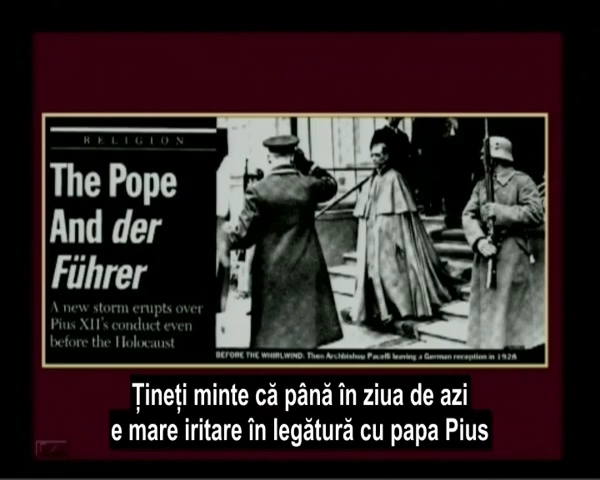 RELIGION
The Pope
And der
Führer
A new storm erupts over
Pius XII's conduct even
before the Holocaust
BEFORE THE WHIRLWIND: Then Archbishop Pacelli leaving a German reception in 1928
Țineți minte că până în ziua de azi
e mare iritare în legătură cu papa Pius